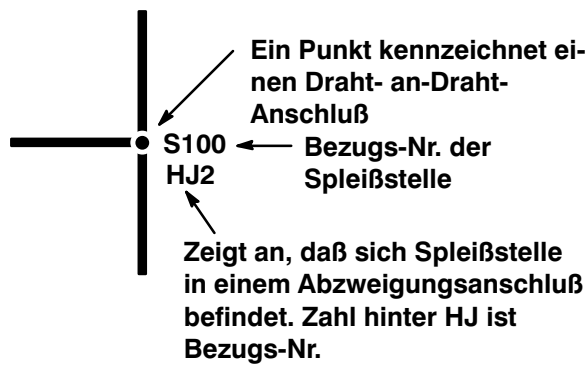 Ein Punkt kennzeichnet ei-
nen Draht- an-Draht-
Anschluß
S100
Bezugs-Nr. der
HJ2
Spleißstelle
Zeigt an, daß sich Spleißstelle
in einem Abzweigungsanschluß
befindet. Zahl hinter HJ ist
Bezugs-Nr.